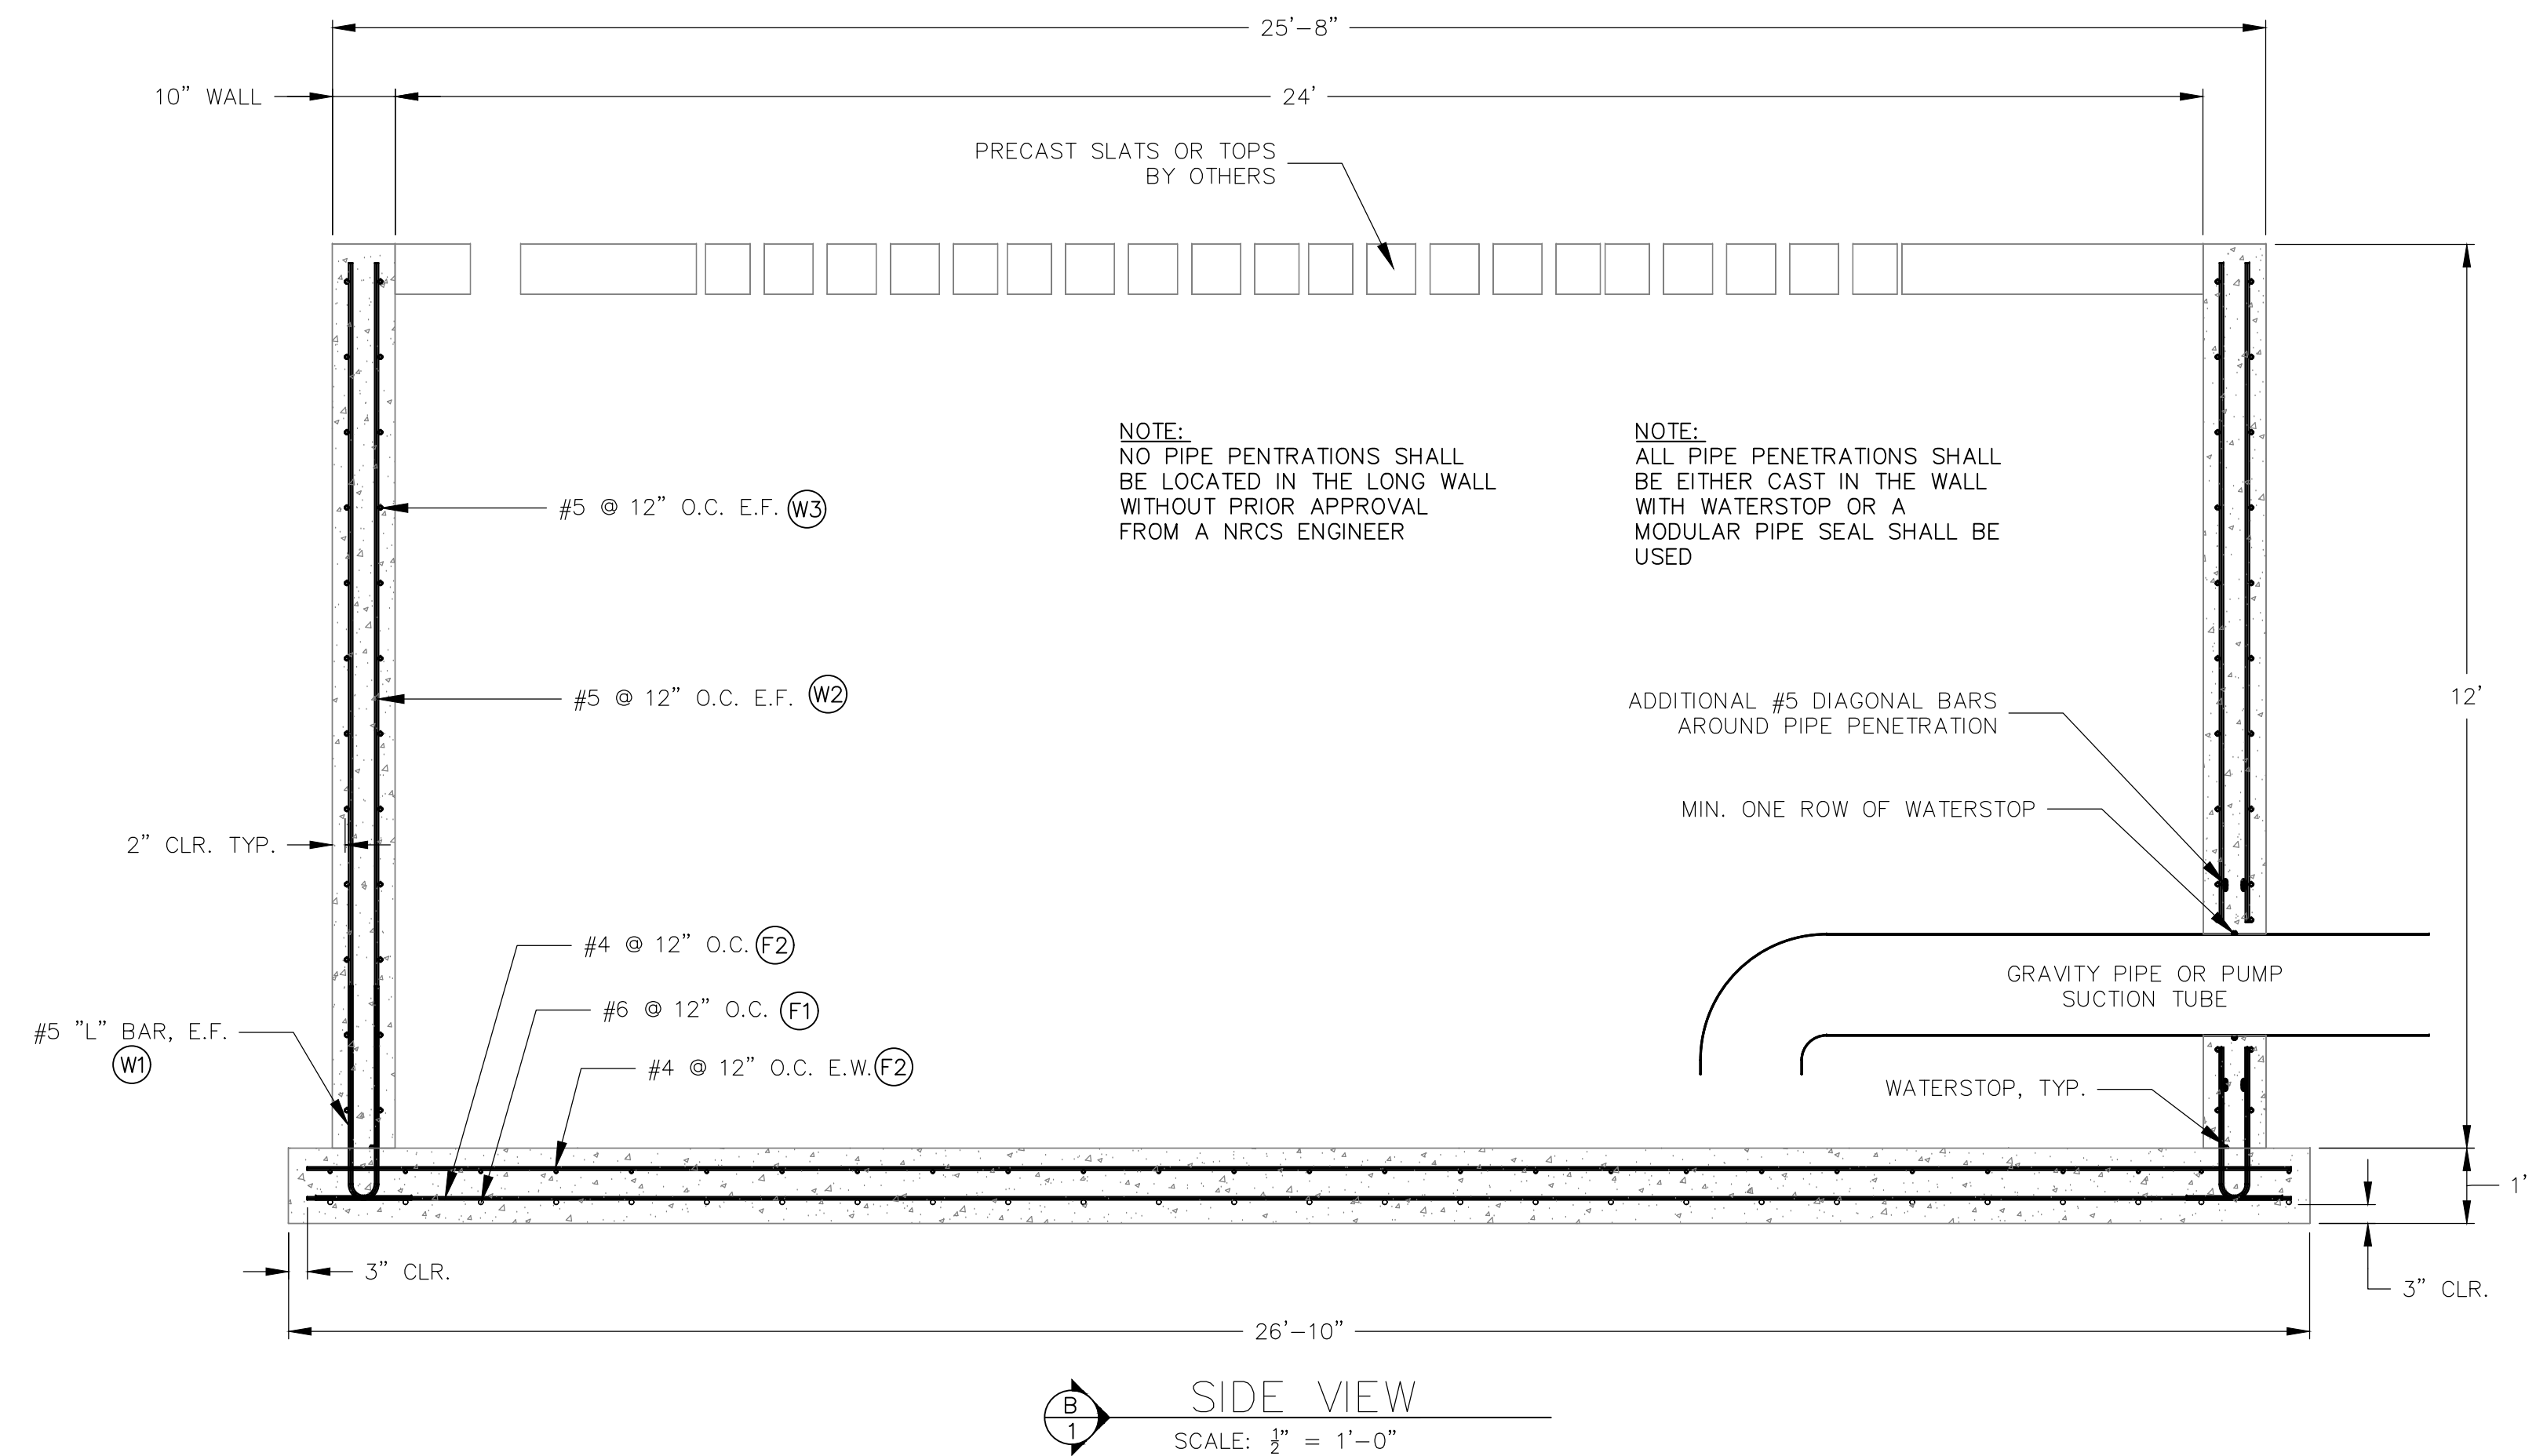 25'-8"
10" WALL
24'
PRECAST SLATS OR TOPS
BY OTHERS
NOTE:
NO PIPE PENTRATIONS SHALL
BE LOCATED IN THE LONG WALL
WITHOUT PRIOR APPROVAL
FROM A NRCS ENGINEER
NOTE:
ALL PIPE PENETRATIONS SHALL
BE EITHER CAST IN THE WALL
WITH WATERSTOP OR A
MODULAR PIPE SEAL SHALL BE
USED
#5 @ 12" O.C. E.F. W3
#5 @ 12" O.C. E.F. W2
12'
ADDITIONAL #5 DIAGONAL BARS
AROUND PIPE PENETRATION
MIN. ONE ROW OF WATERSTOP
2" CLR. TYP.
#4 @ 12" O.C. F2
GRAVITY PIPE OR PUMP
SUCTION TUBE
#6 @ 12" O.C. F1
#5 "L" BAR, E.F.
W1
#4 @ 12" O.C. E.W. F2
WATERSTOP, TYP.
1'
3" CLR.
3" CLR.
26'-10"
B
1
SIDE VIEW
SCALE: ½" = 1'-0"